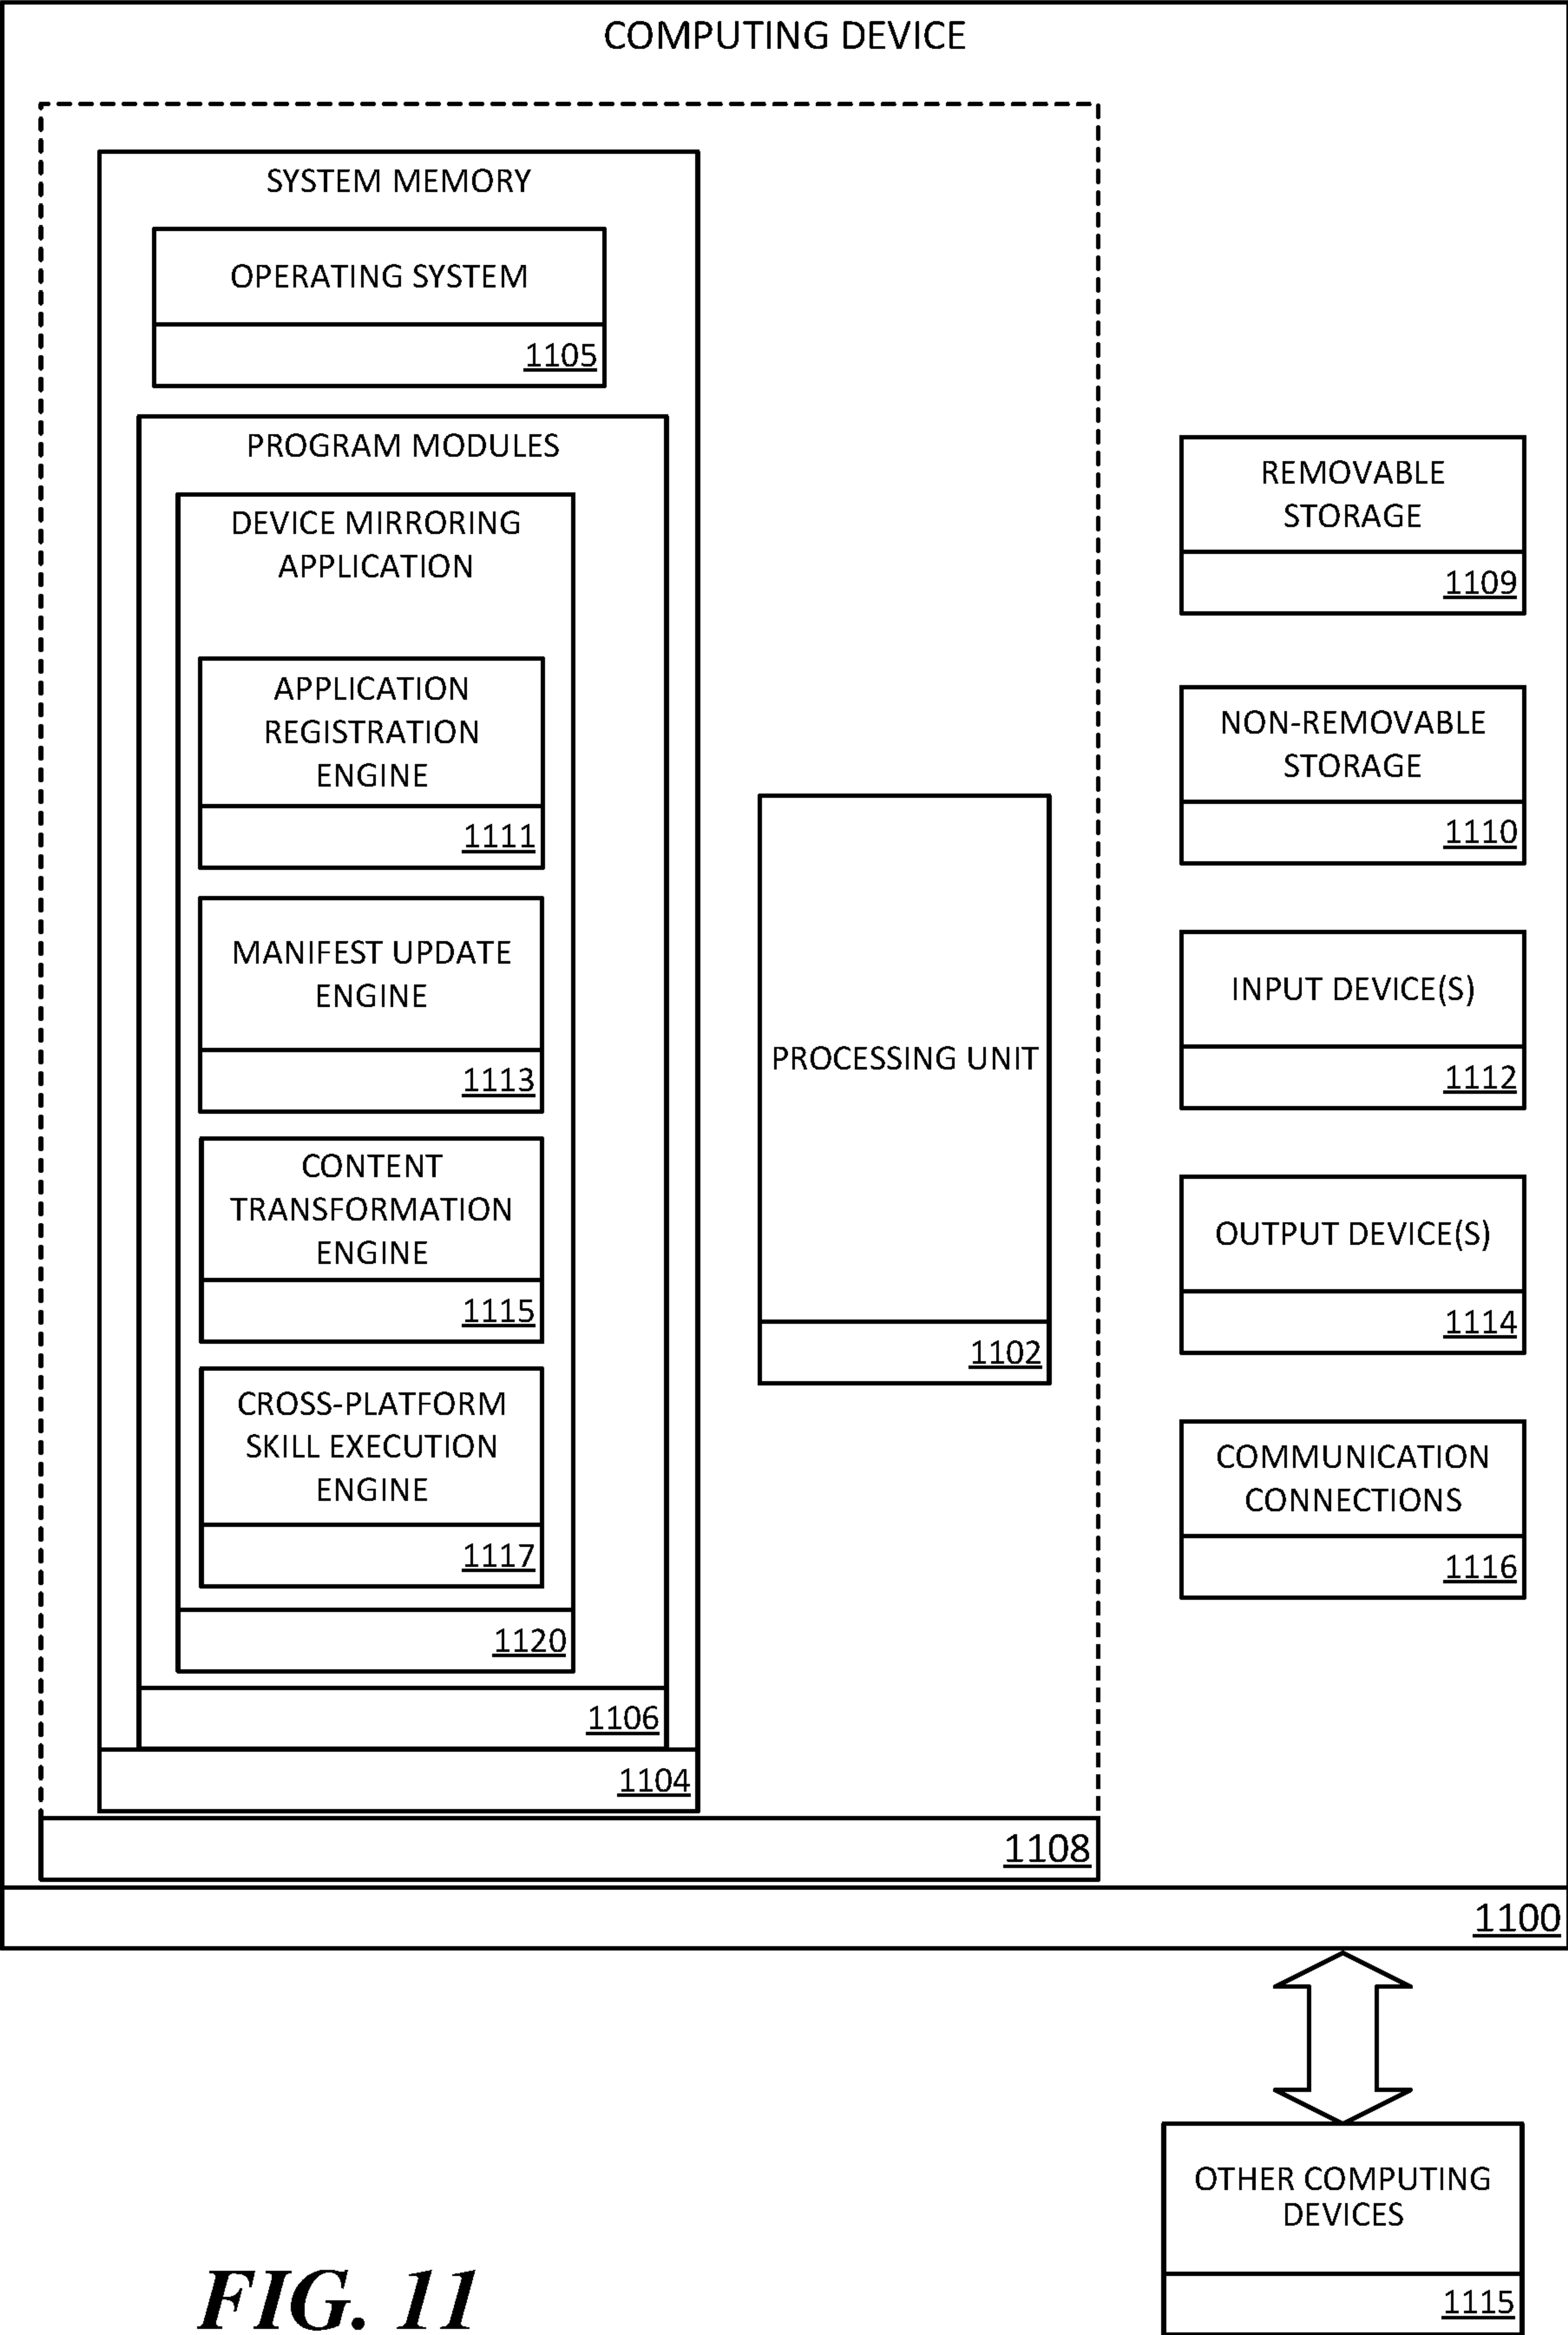 COMPUTING DEVICE
SYSTEM MEMORY
OPERATING SYSTEM
1105
PROGRAM MODULES
DEVICE MIRRORING
APPLICATION
APPLICATION
REGISTRATION
ENGINE
1111
MANIFEST UPDATE
ENGINE
1113
CONTENT
TRANSFORMATION
ENGINE
1115
CROSS-PLATFORM
SKILL EXECUTION
ENGINE
1117
1120
1106
1104
PROCESSING UNIT
1102
1108
REMOVABLE
STORAGE
1109
NON-REMOVABLE
STORAGE
1110
INPUT DEVICE(S)
1112
OUTPUT DEVICE(S)
1114
COMMUNICATION
CONNECTIONS
1116
1100
OTHER COMPUTING
DEVICES
1115
FIG. 11